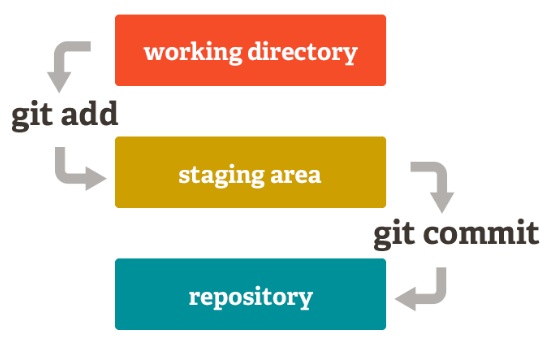 working directory
git add
staging area
git commit
repository